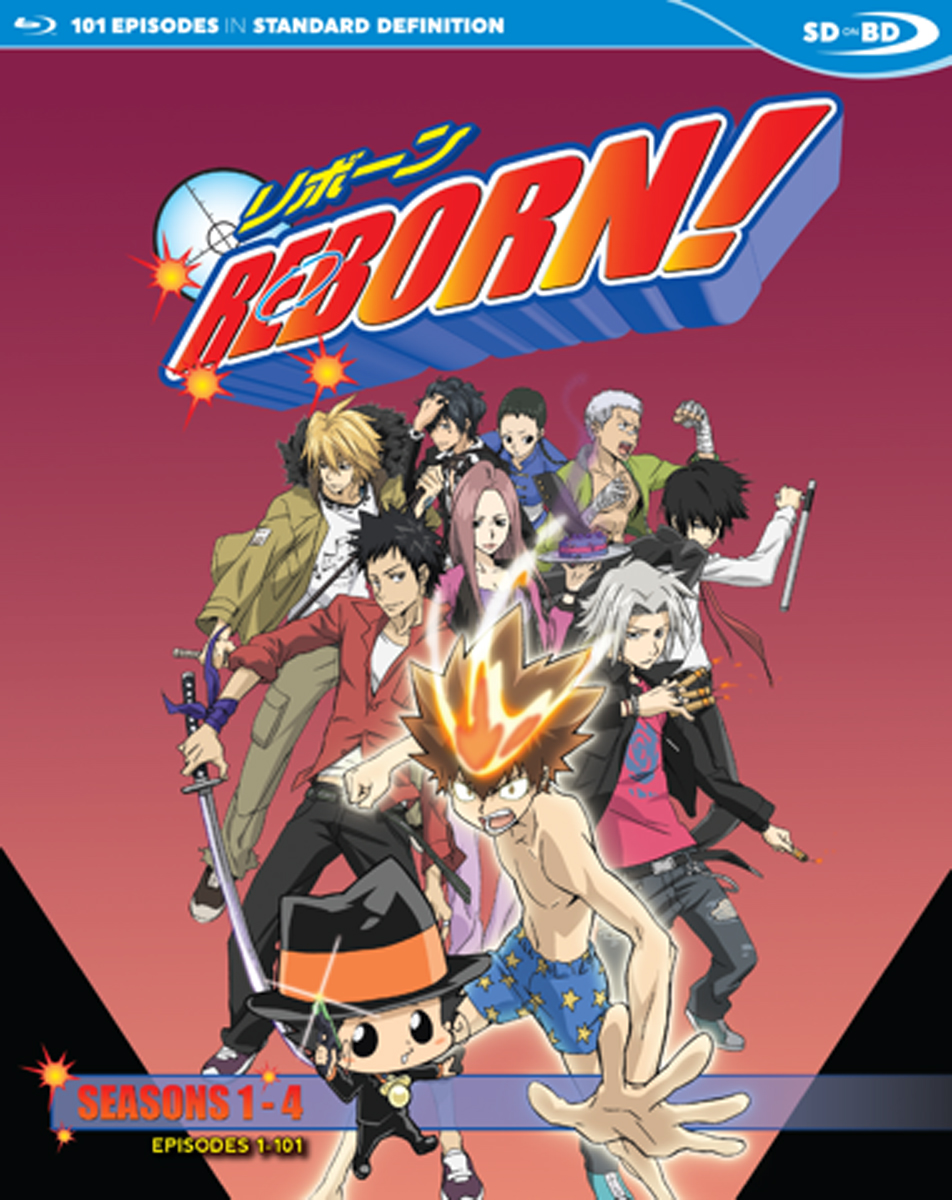 101 EPISODES IN STANDARD DEFINITION
SD ON BD
リボーン
REBORN!
SEASONS 1-4
EPISODES 1-101